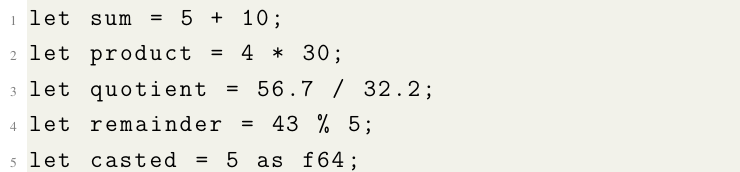 1 let sum = 5 + 10;
2 let product = 4 * 30;
3 let quotient = 56.7 / 32.2;
4 let remainder = 43 % 5;
5 let casted = 5 as f64;